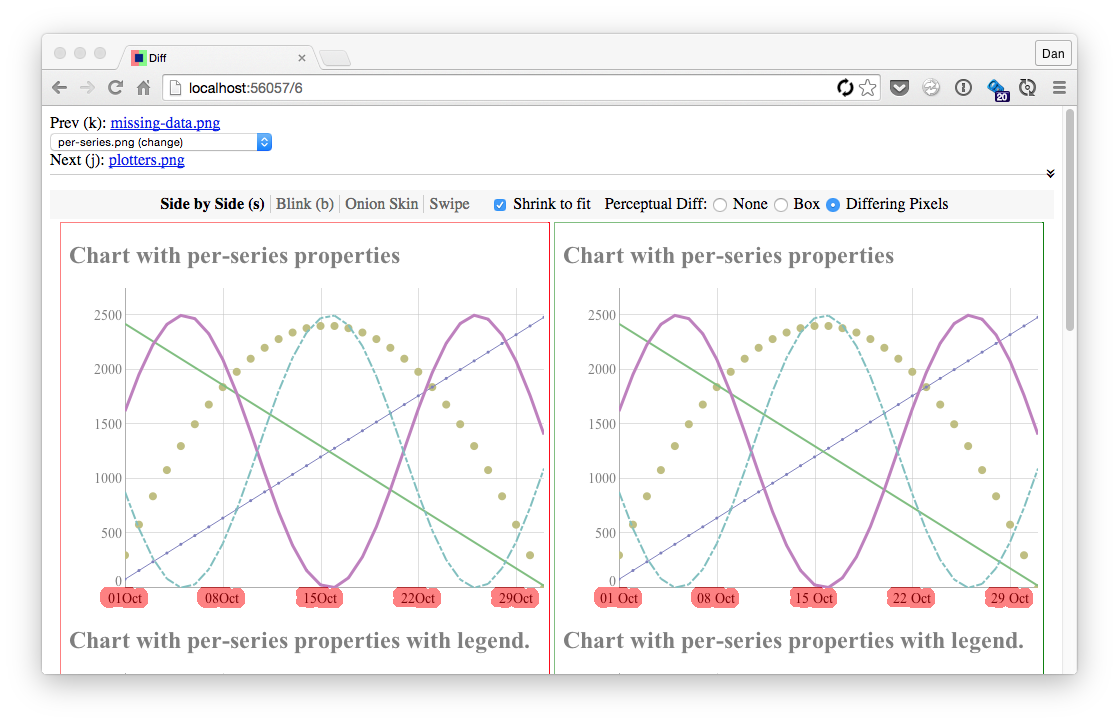 Diff
Dan
localhost:56057/6
20
Prev (k): missing-data.png
per-series.png (change)
Next (j): plotters.png
Side by Side (s) Blink (b) Onion Skin Swipe Shrink to fit Perceptual Diff: None Box Differing Pixels
Chart with per-series properties
2500
2000
1500
1000
500
0
01Oct 08Oct 15Oct 22Oct 29Oct
Chart with per-series properties with legend.
Chart with per-series properties
2500
2000
1500
1000
500
0
01 Oct 08 Oct 15 Oct 22 Oct 29 Oct
Chart with per-series properties with legend.